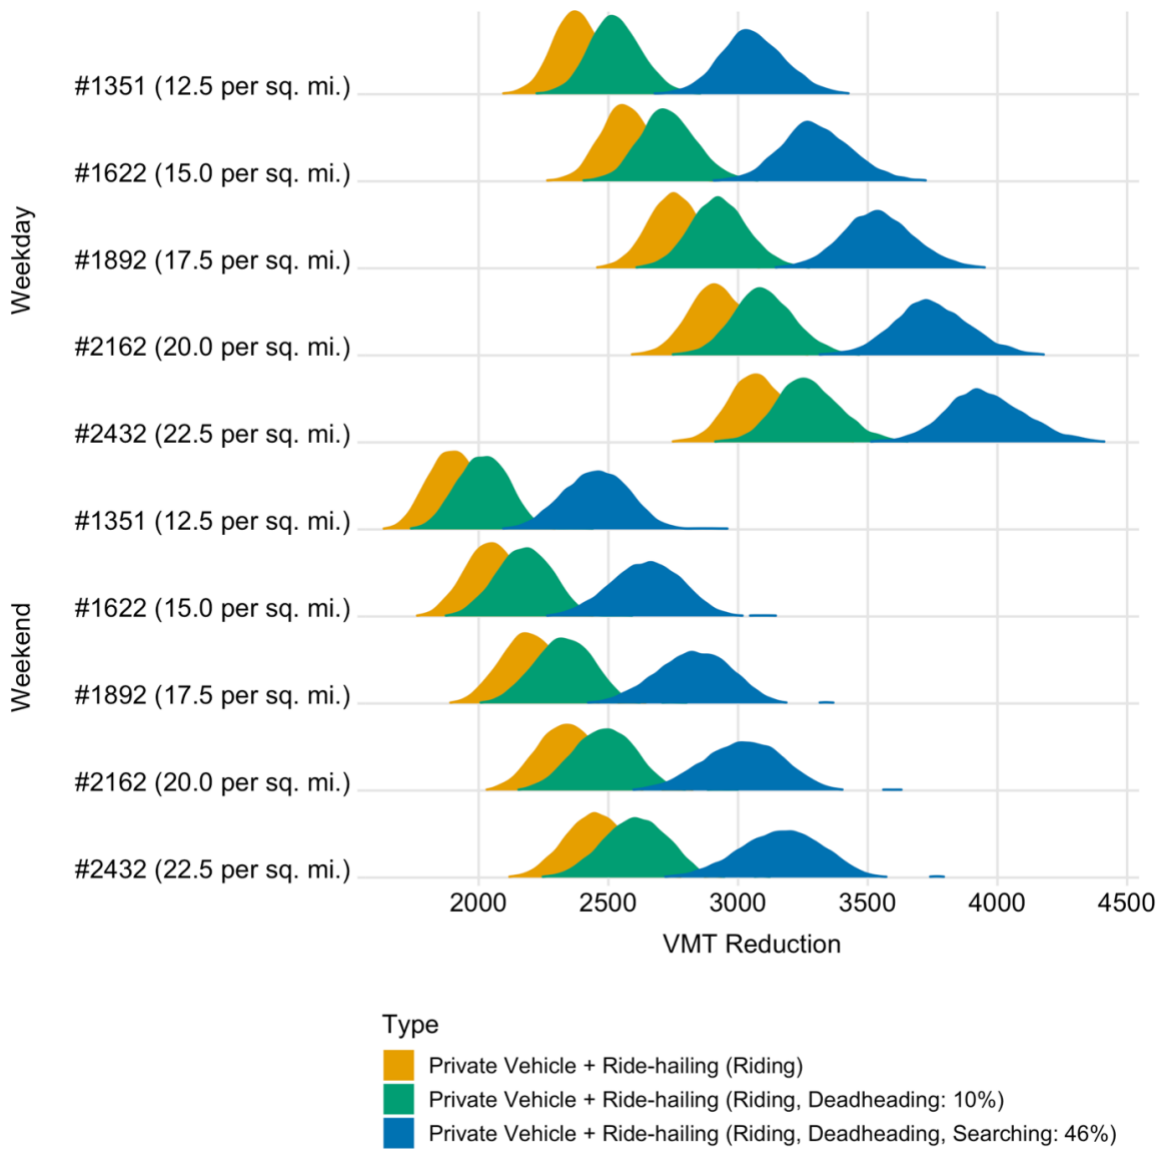 Weekday
#1351 (12.5 per sq. mi.)
#1622 (15.0 per sq. mi.)
#1892 (17.5 per sq. mi.)
#2162 (20.0 per sq. mi.)
#2432 (22.5 per sq. mi.)
Weekend
#1351 (12.5 per sq. mi.)
#1622 (15.0 per sq. mi.)
#1892 (17.5 per sq. mi.)
#2162 (20.0 per sq. mi.)
#2432 (22.5 per sq. mi.)
2000 2500 3000 3500 4000 4500
VMT Reduction
Type
Private Vehicle + Ride-hailing (Riding)
Private Vehicle + Ride-hailing (Riding, Deadheading: 10%)
Private Vehicle + Ride-hailing (Riding, Deadheading, Searching: 46%)